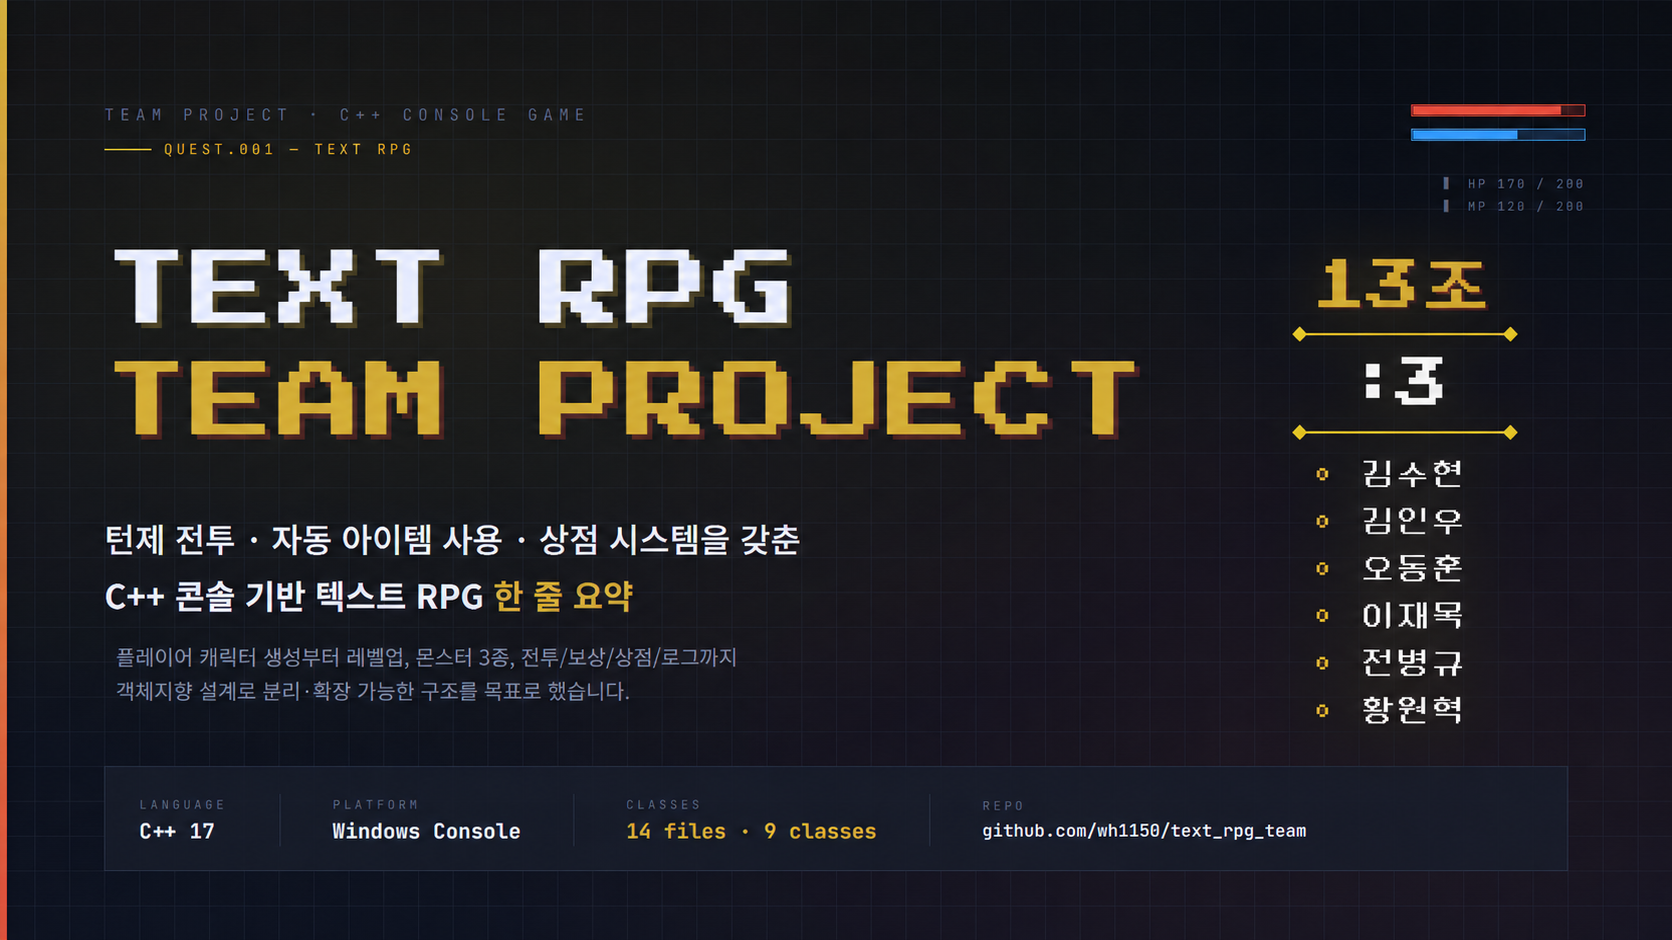 TEAM PROJECT · C++ CONSOLE GAME
QUEST.001 — TEXT RPG
HP 170 / 200
MP 120 / 200
TEXT RPG
TEAM PROJECT
13조
:3
김수현
김인우
오동훈
이재목
전병규
황원혁
턴제 전투 · 자동 아이템 사용 · 상점 시스템을 갖춘
C++ 콘솔 기반 텍스트 RPG 한 줄 요약
플레이어 캐릭터 생성부터 레벨업, 몬스터 3종, 전투/보상/상점/로그까지
객체지향 설계로 분리·확장 가능한 구조를 목표로 했습니다.
LANGUAGE
C++ 17
PLATFORM
Windows Console
CLASSES
14 files · 9 classes
REPO
github.com/wh1150/text_rpg_team